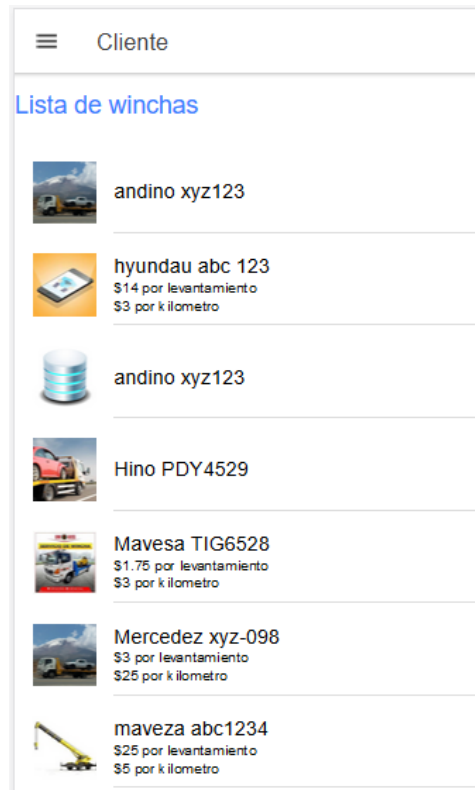 Cliente
Lista de winchas
andino xyz123
hyundau abc 123
$14 por levantamiento
$3 por kilometro
andino xyz123
Hino PDY4529
Mavesa TIG6528
$1.75 por levantamiento
$3 por kilometro
Mercedez xyz-098
$3 por levantamiento
$25 por kilometro
maveza abc1234
$25 por levantamiento
$5 por kilometro